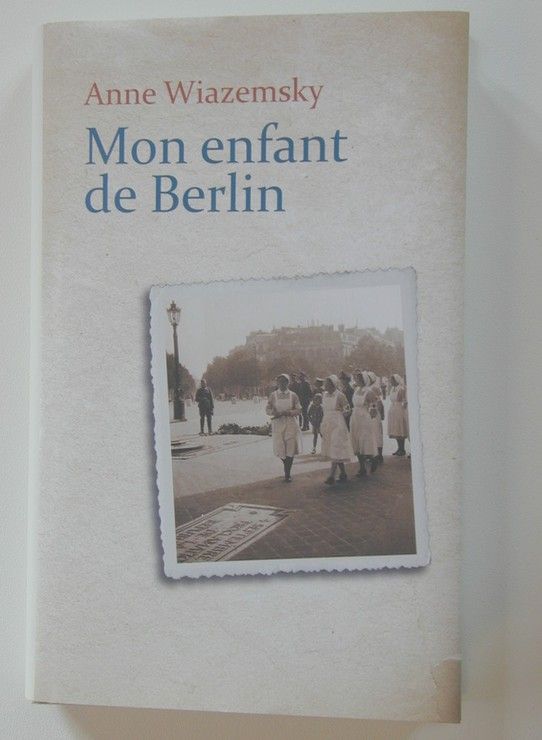 Anne Wiazemsky
Mon enfant
de Berlin